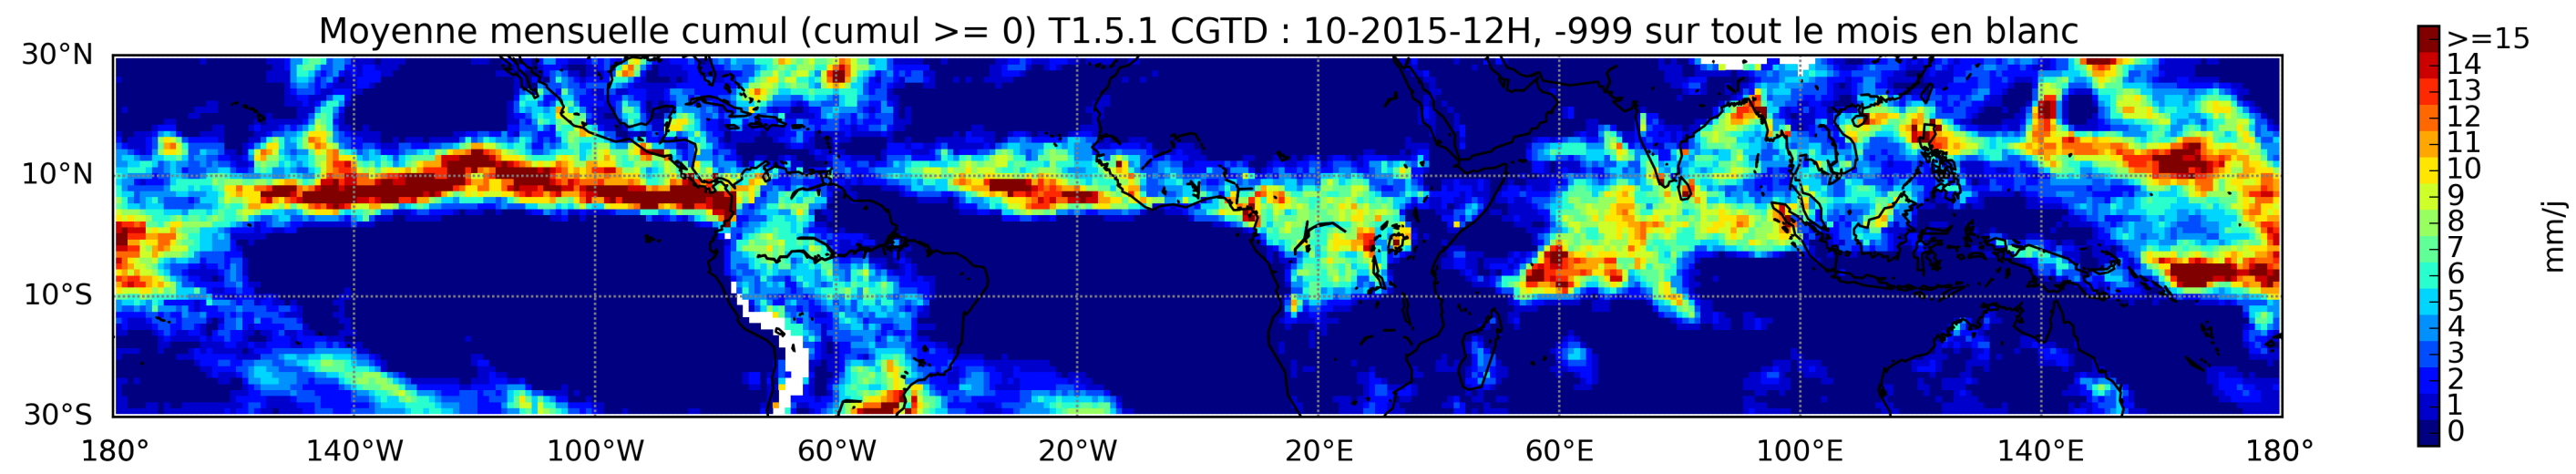 Moyenne mensuelle cumul (cumul >= 0) T1.5.1 CGTD : 10-2015-12H, -999 sur tout le mois en blanc
30°N
10°N
10°S
30°S
180° 140°W 100°W 60°W 20°W 20°E 60°E 100°E 140°E 180°
>=15
14
13
12
11
10
9
8
7
6
5
4
3
2
1
0
mm/j